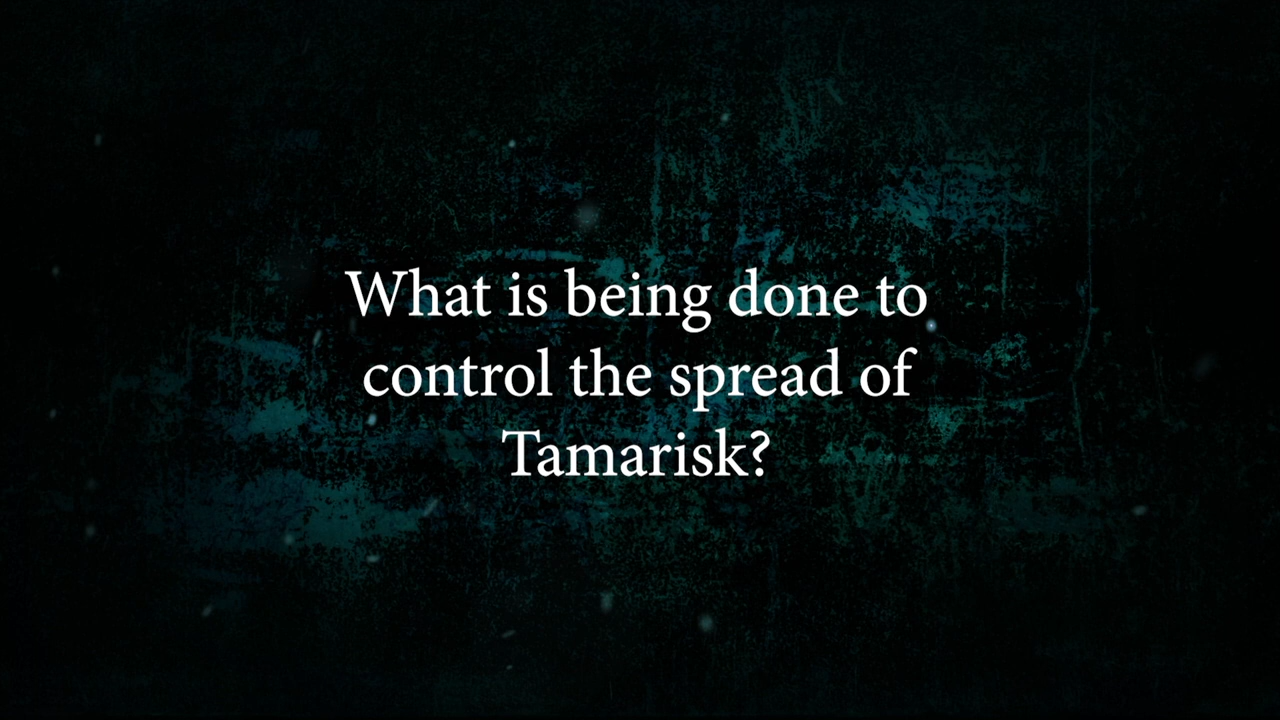 What is being done to
control the spread of
Tamarisk?